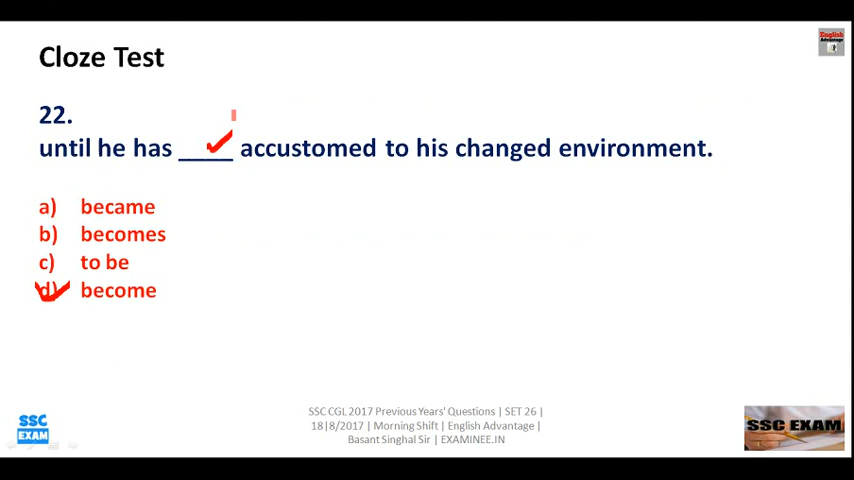 English
Advantage
Cloze Test
22.
until he has ____ accustomed to his changed environment.
a) became
b) becomes
c) to be
d) become
SSC
EXAM
SSC CGL 2017 Previous Years' Questions | SET 26 |
18|8/2017 | Morning Shift | English Advantage |
Basant Singhal Sir | EXAMINEE.IN
SSC EXAM